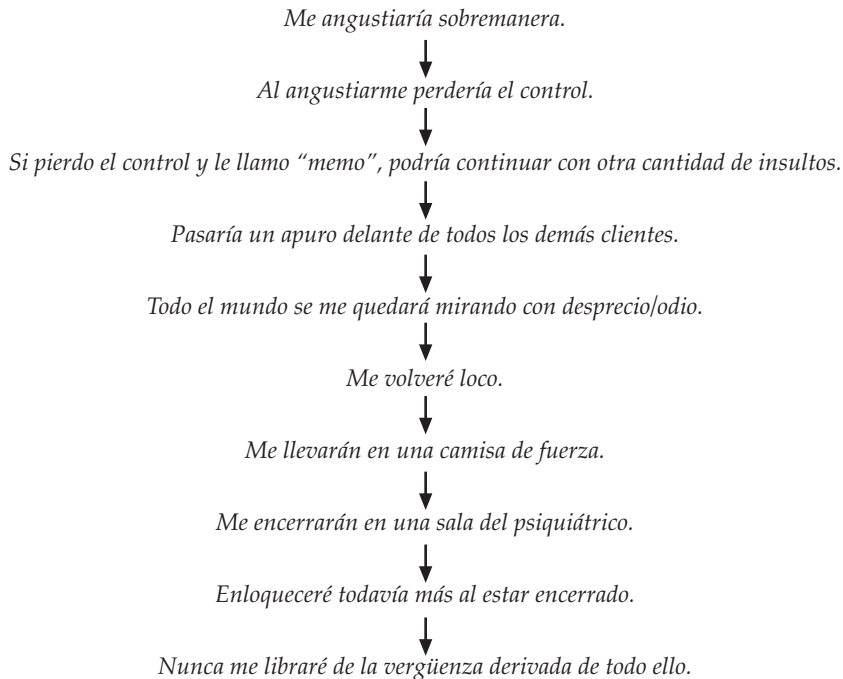 Me angustiaría sobremanera.
Al angustiarme perdería el control.
Si pierdo el control y le llamo “memo”, podría continuar con otra cantidad de insultos.
Pasaría un apuro delante de todos los demás clientes.
Todo el mundo se me quedará mirando con desprecio/odio.
Me volveré loco.
Me llevarán en una camisa de fuerza.
Me encerrarán en una sala del psiquiátrico.
Enloqueceré todavía más al estar encerrado.
Nunca me libraré de la vergüenza derivada de todo ello.